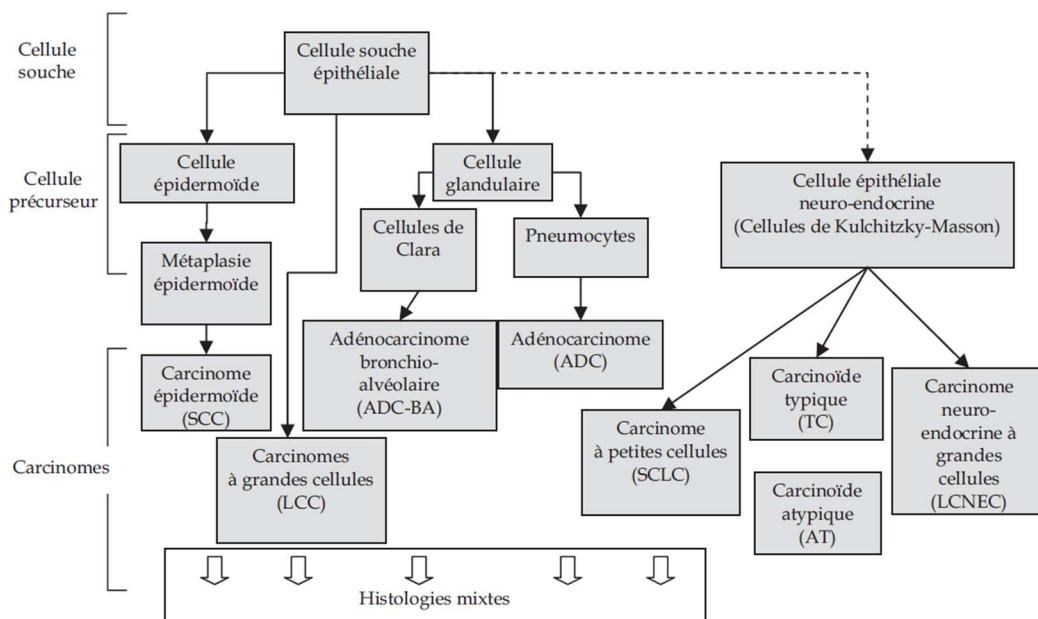 Cellule
souche
Cellule souche
épithéliale
Cellule
précurseur
Cellule
épidermoïde
Cellule
glandulaire
Cellule épithéliale
neuro-endocrine
(Cellules de Kulchitzky-Masson)
Métaplasie
épidermoïde
Cellules de
Clara
Pneumocytes
Carcinomes
Carcinome
épidermoïde
(SCC)
Carcinomes
à grandes cellules
(LCC)
Adénocarcinome
bronchio-
alvéolaire
(ADC-BA)
Adénocarcinome
(ADC)
Carcinome
à petites cellules
(SCLC)
Carcinoïde
typique
(TC)
Carcinoïde
atypique
(AT)
Carcinome
neuro-
endocrine à
grandes
cellules
(LCNEC)
Histologies mixtes